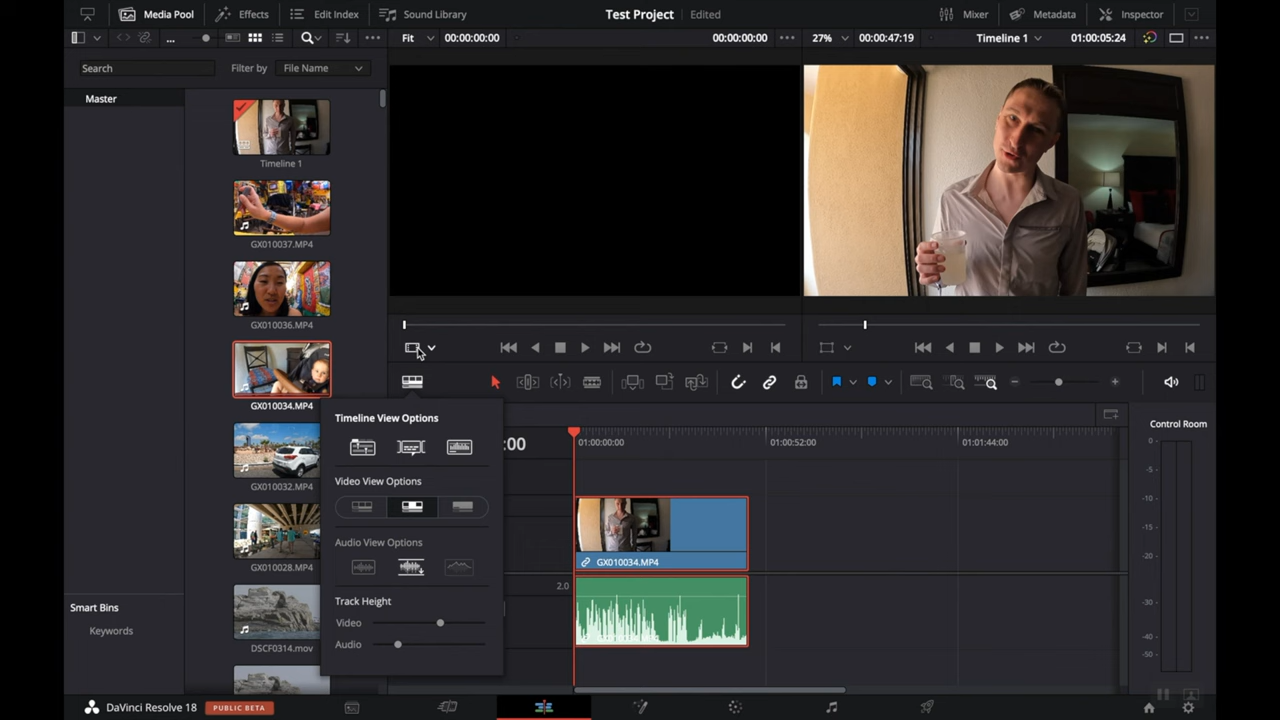 Media Pool
Effects
Edit Index
Sound Library
Test Project
Edited
Mixer
Metadata
Inspector
Fit
00:00:00:00
00:00:00:00
27%
00:00:47:19
Timeline 1
01:00:05:24
Search
Filter by
File Name
Master
Timeline 1
GX010037.MP4
GX010036.MP4
GX010034.MP4
GX010032.MP4
GX010028.MP4
DSCF0314.mov
Timeline View Options
Video View Options
Audio View Options
Track Height
Video
Audio
:00
01:00:00:00
01:00:52:00
01:01:44:00
GX010034.MP4
2.0
Control Room
0
-5
-10
-15
-20
-30
-40
-50
Smart Bins
Keywords
DaVinci Resolve 18
PUBLIC BETA